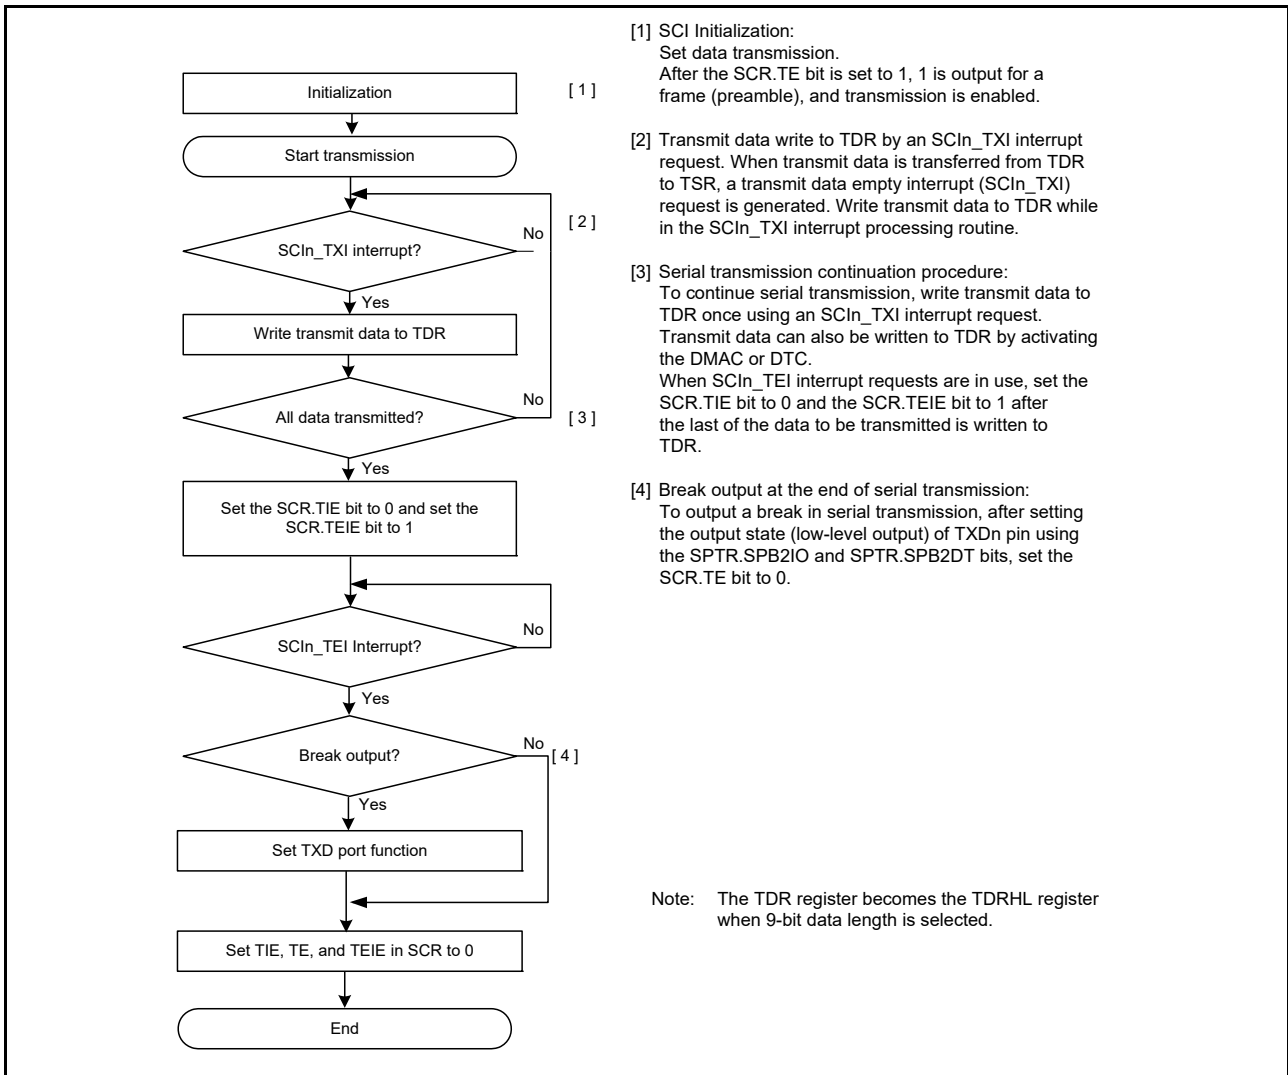 Initialization
[ 1 ]
Start transmission
SCIn_TXI interrupt?
No
[ 2 ]
Yes
Write transmit data to TDR
All data transmitted?
No
[ 3 ]
Yes
Set the SCR.TIE bit to 0 and set the
SCR.TEIE bit to 1
SCIn_TEI Interrupt?
No
Yes
Break output?
No
[ 4 ]
Yes
Set TXD port function
Set TIE, TE, and TEIE in SCR to 0
End
[1] SCI Initialization:
Set data transmission.
After the SCR.TE bit is set to 1, 1 is output for a
frame (preamble), and transmission is enabled.
[2] Transmit data write to TDR by an SCIn_TXI interrupt
request. When transmit data is transferred from TDR
to TSR, a transmit data empty interrupt (SCIn_TXI)
request is generated. Write transmit data to TDR while
in the SCIn_TXI interrupt processing routine.
[3] Serial transmission continuation procedure:
To continue serial transmission, write transmit data to
TDR once using an SCIn_TXI interrupt request.
Transmit data can also be written to TDR by activating
the DMAC or DTC.
When SCIn_TEI interrupt requests are in use, set the
SCR.TIE bit to 0 and the SCR.TEIE bit to 1 after
the last of the data to be transmitted is written to
TDR.
[4] Break output at the end of serial transmission:
To output a break in serial transmission, after setting
the output state (low-level output) of TXDn pin using
the SPTR.SPB2IO and SPTR.SPB2DT bits, set the
SCR.TE bit to 0.
Note: The TDR register becomes the TDRHL register
when 9-bit data length is selected.